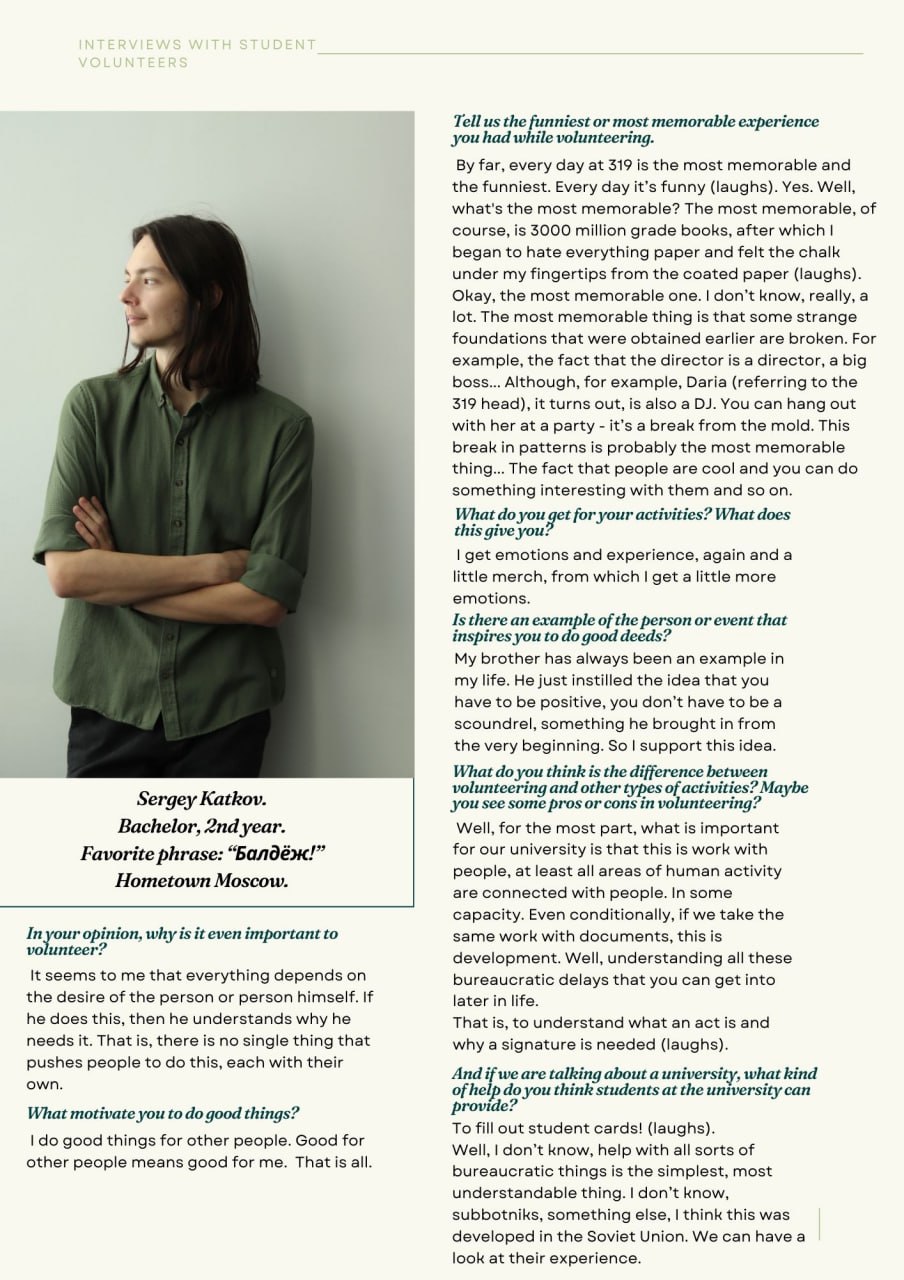 INTERVIEWS WITH STUDENT
VOLUNTEERS
Sergey Katkov.
Bachelor, 2nd year.
Favorite phrase: “Балдёж!”
Hometown Moscow.
In your opinion, why is it even important to
volunteer?
It seems to me that everything depends on
the desire of the person or person himself. If
he does this, then he understands why he
needs it. That is, there is no single thing that
pushes people to do this, each with their
own.
What motivate you to do good things?
I do good things for other people. Good for
other people means good for me. That is all.
Tell us the funniest or most memorable experience
you had while volunteering.
By far, every day at 319 is the most memorable and
the funniest. Every day it’s funny (laughs). Yes. Well,
what's the most memorable? The most memorable, of
course, is 3000 million grade books, after which I
began to hate everything paper and felt the chalk
under my fingertips from the coated paper (laughs).
Okay, the most memorable one. I don’t know, really, a
lot. The most memorable thing is that some strange
foundations that were obtained earlier are broken. For
example, the fact that the director is a director, a big
boss... Although, for example, Daria (referring to the
319 head), it turns out, is also a DJ. You can hang out
with her at a party - it’s a break from the mold. This
break in patterns is probably the most memorable
thing... The fact that people are cool and you can do
something interesting with them and so on.
What do you get for your activities? What does
this give you?
I get emotions and experience, again and a
little merch, from which I get a little more
emotions.
Is there an example of the person or event that
inspires you to do good deeds?
My brother has always been an example in
my life. He just instilled the idea that you
have to be positive, you don’t have to be a
scoundrel, something he brought in from
the very beginning. So I support this idea.
What do you think is the difference between
volunteering and other types of activities? Maybe
you see some pros or cons in volunteering?
Well, for the most part, what is important
for our university is that this is work with
people, at least all areas of human activity
are connected with people. In some
capacity. Even conditionally, if we take the
same work with documents, this is
development. Well, understanding all these
bureaucratic delays that you can get into
later in life.
That is, to understand what an act is and
why a signature is needed (laughs).
And if we are talking about a university, what kind
of help do you think students at the university can
provide?
To fill out student cards! (laughs).
Well, I don’t know, help with all sorts of
bureaucratic things is the simplest, most
understandable thing. I don’t know,
subbotniks, something else, I think this was
developed in the Soviet Union. We can have a
look at their experience.